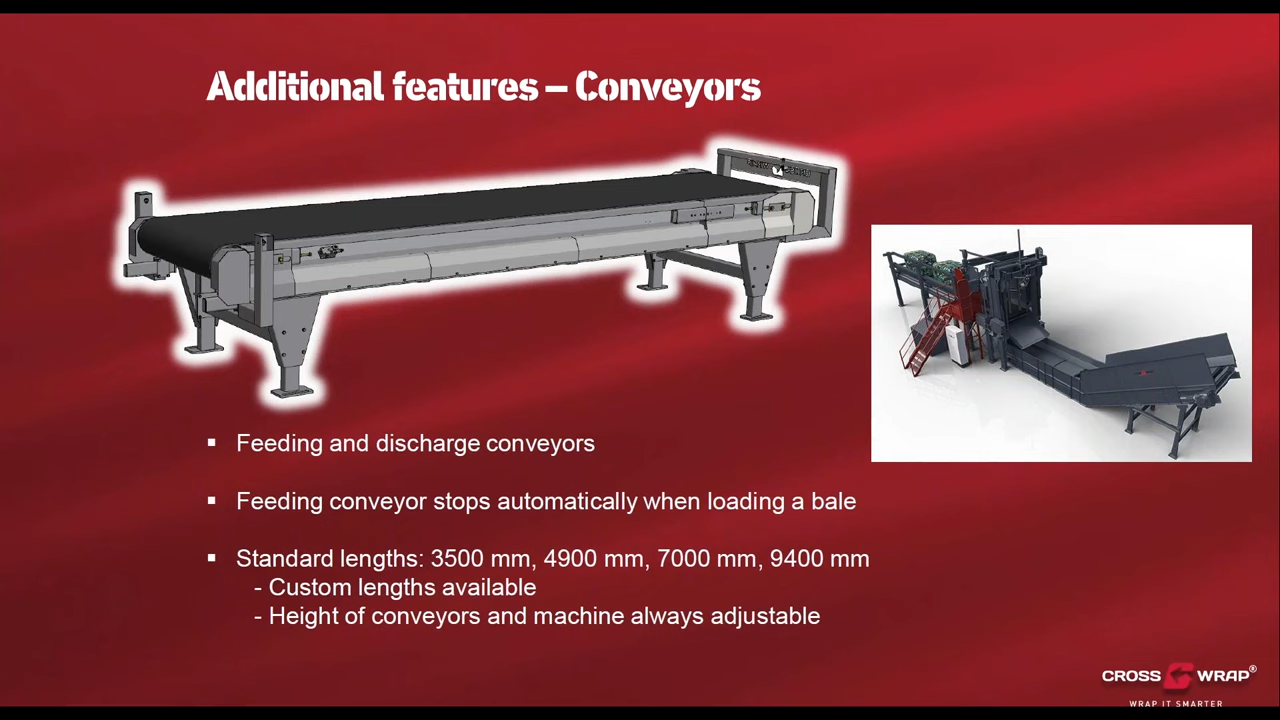 Additional features – Conveyors
▪ Feeding and discharge conveyors
▪ Feeding conveyor stops automatically when loading a bale
▪ Standard lengths: 3500 mm, 4900 mm, 7000 mm, 9400 mm
- Custom lengths available
- Height of conveyors and machine always adjustable
CROSS WRAP®
WRAP IT SMARTER